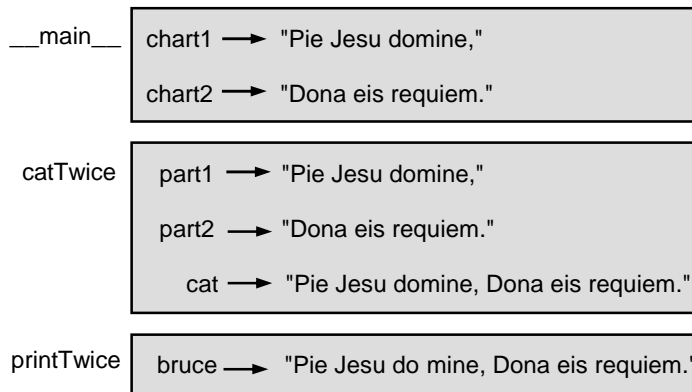 __main__ chart1 "Pie Jesu domine,"
chart2 "Dona eis requiem."
catTwice part1 "Pie Jesu domine,"
part2 "Dona eis requiem."
cat "Pie Jesu domine, Dona eis requiem."
printTwice bruce "Pie Jesu do mine, Dona eis requiem."